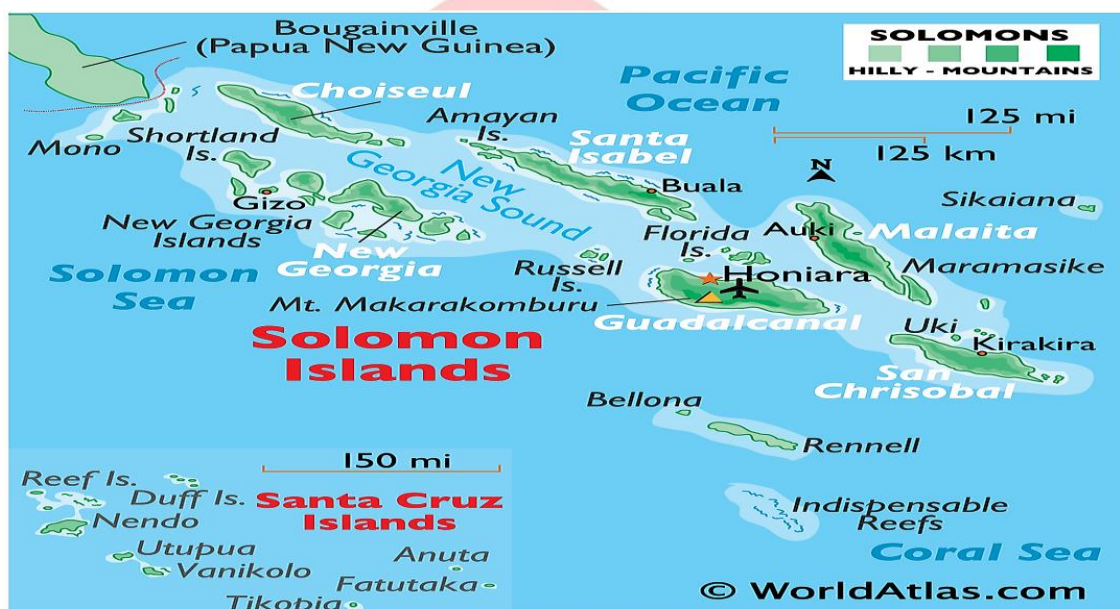 Bougainville
(Papua New Guinea)
SOLOMONS
HILLY - MOUNTAINS
Pacific
Ocean
Choiseul
Amayan
Is.
125 mi
125 km
Mono
Shortland
Is.
Santa
Isabel
New
Georgia Sound
N
Buala
Sikaiana
Gizo
New Georgia
Islands
Florida
Is.
Auki
Malaita
New
Georgia
Solomon
Sea
Russell
Is.
Honiara
Maramasike
Mt. Makarakomburu
Guadalcanal
Uki
Kirakira
Solomon
Islands
San
Chrisobal
Bellona
Rennell
150 mi
Reef Is.
Duff Is.
Santa Cruz
Islands
Nendo
Indispensable
Reefs
Utupua
Anuta
Vanikolo
Fatutaka
Tikopia
Coral Sea
© WorldAtlas.com